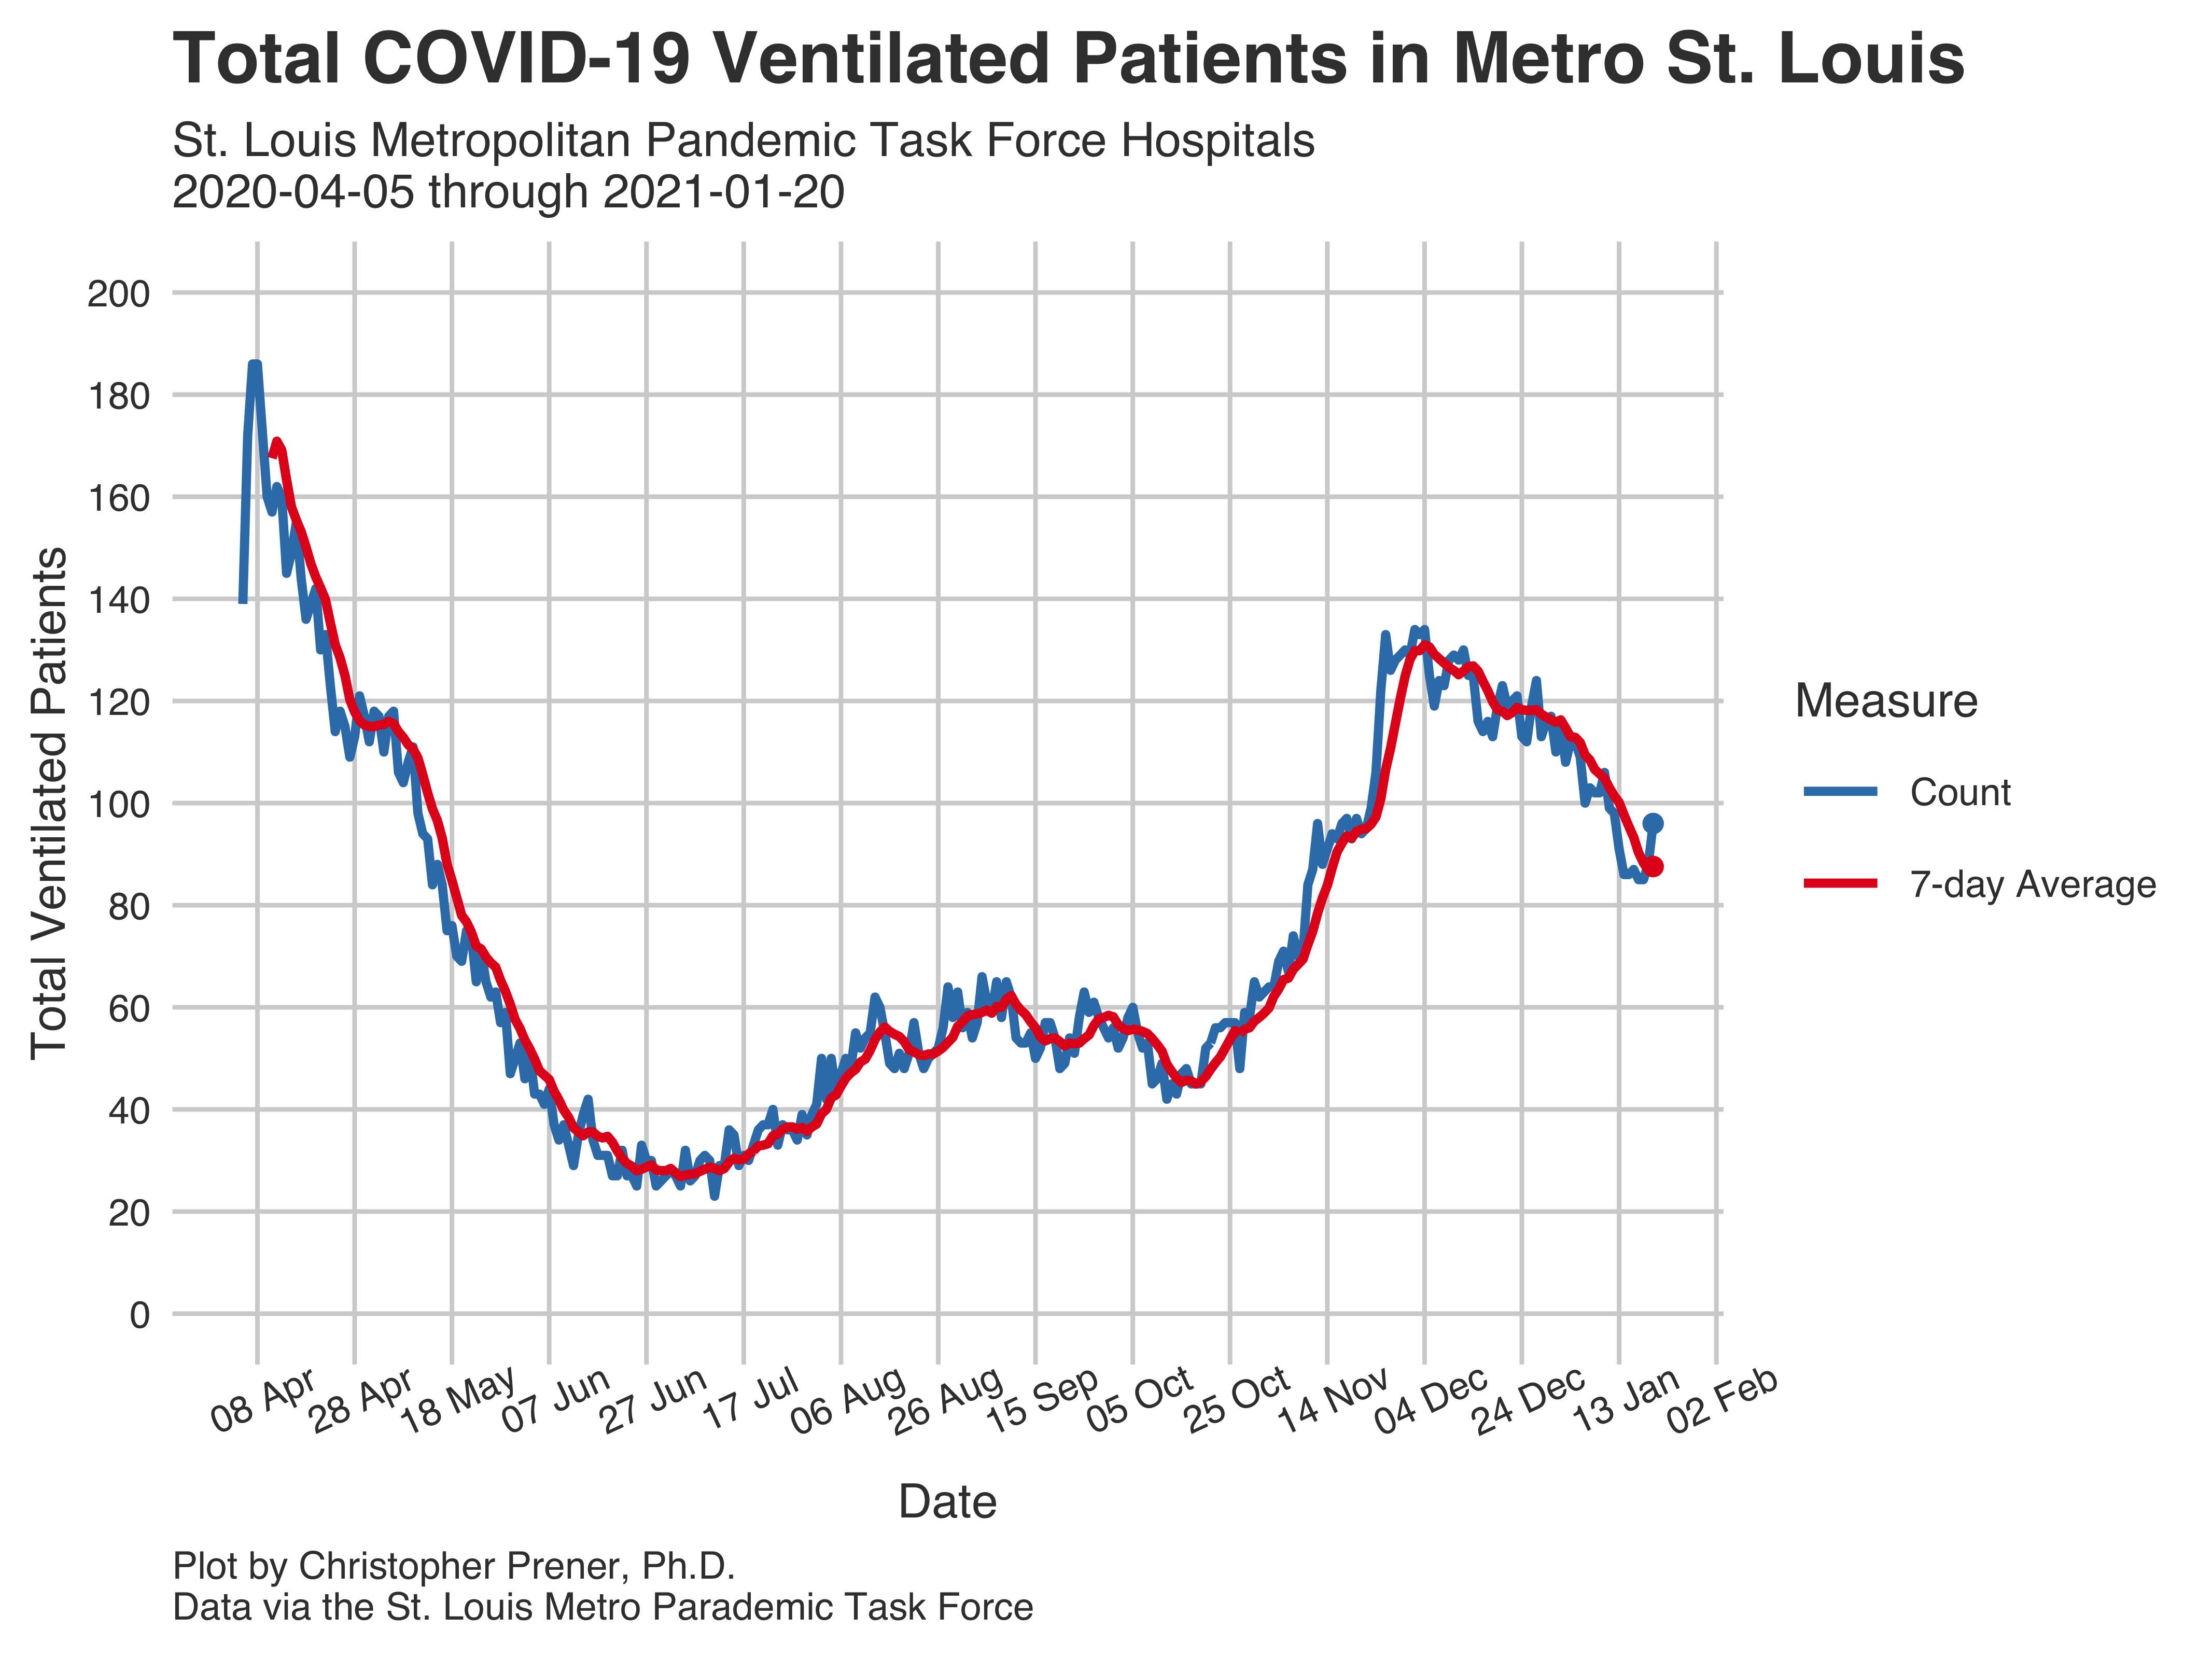 Total COVID-19 Ventilated Patients in Metro St. Louis
St. Louis Metropolitan Pandemic Task Force Hospitals
2020-04-05 through 2021-01-20
Total Ventilated Patients
200
180
160
140
120
100
80
60
40
20
0
08 Apr
28 Apr
18 May
07 Jun
27 Jun
17 Jul
06 Aug
26 Aug
15 Sep
05 Oct
25 Oct
14 Nov
04 Dec
24 Dec
13 Jan
02 Feb
Date
Measure
Count
7-day Average
Plot by Christopher Prener, Ph.D.
Data via the St. Louis Metro Parademic Task Force